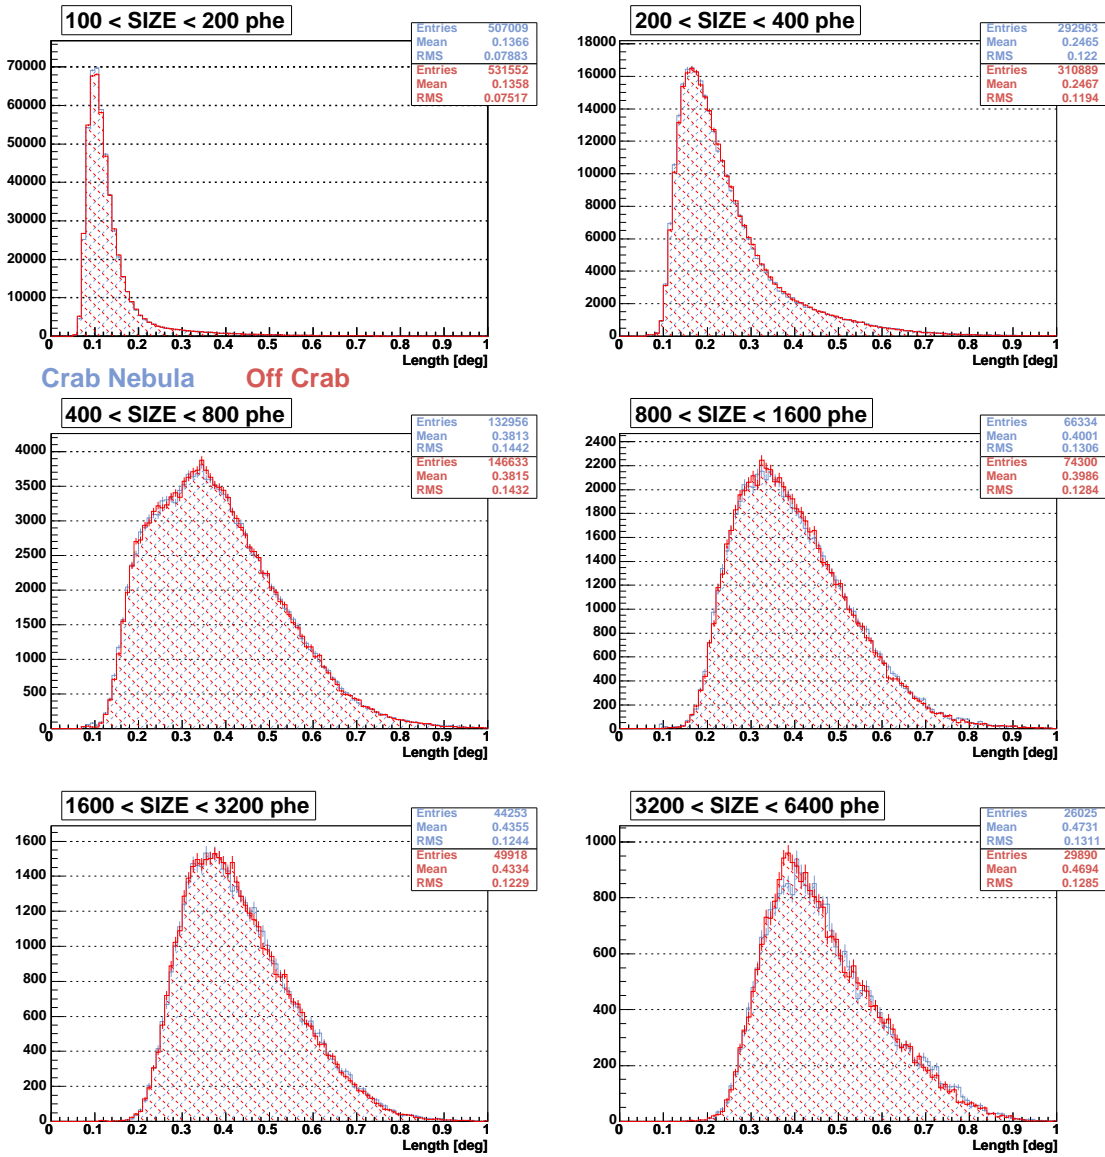 100 < SIZE < 200 phe
Entries 507009
Mean 0.1366
RMS 0.07883
Entries 531552
Mean 0.1358
RMS 0.07517
70000
60000
50000
40000
30000
20000
10000
0
0 0.1 0.2 0.3 0.4 0.5 0.6 0.7 0.8 0.9 1
Length [deg]
200 < SIZE < 400 phe
Entries 292963
Mean 0.2465
RMS 0.122
Entries 310889
Mean 0.2467
RMS 0.1194
18000
16000
14000
12000
10000
8000
6000
4000
2000
0
0 0.1 0.2 0.3 0.4 0.5 0.6 0.7 0.8 0.9 1
Length [deg]
Crab Nebula Off Crab
400 < SIZE < 800 phe
Entries 132956
Mean 0.3813
RMS 0.1442
Entries 146633
Mean 0.3815
RMS 0.1432
4000
3500
3000
2500
2000
1500
1000
500
0
0 0.1 0.2 0.3 0.4 0.5 0.6 0.7 0.8 0.9 1
Length [deg]
800 < SIZE < 1600 phe
Entries 66334
Mean 0.4001
RMS 0.1306
Entries 74300
Mean 0.3986
RMS 0.1284
2400
2200
2000
1800
1600
1400
1200
1000
800
600
400
200
0
0 0.1 0.2 0.3 0.4 0.5 0.6 0.7 0.8 0.9 1
Length [deg]
1600 < SIZE < 3200 phe
Entries 44253
Mean 0.4355
RMS 0.1244
Entries 49918
Mean 0.4334
RMS 0.1229
1600
1400
1200
1000
800
600
400
200
0
0 0.1 0.2 0.3 0.4 0.5 0.6 0.7 0.8 0.9 1
Length [deg]
3200 < SIZE < 6400 phe
Entries 26025
Mean 0.4731
RMS 0.1311
Entries 29890
Mean 0.4694
RMS 0.1285
1000
800
600
400
200
0
0 0.1 0.2 0.3 0.4 0.5 0.6 0.7 0.8 0.9 1
Length [deg]